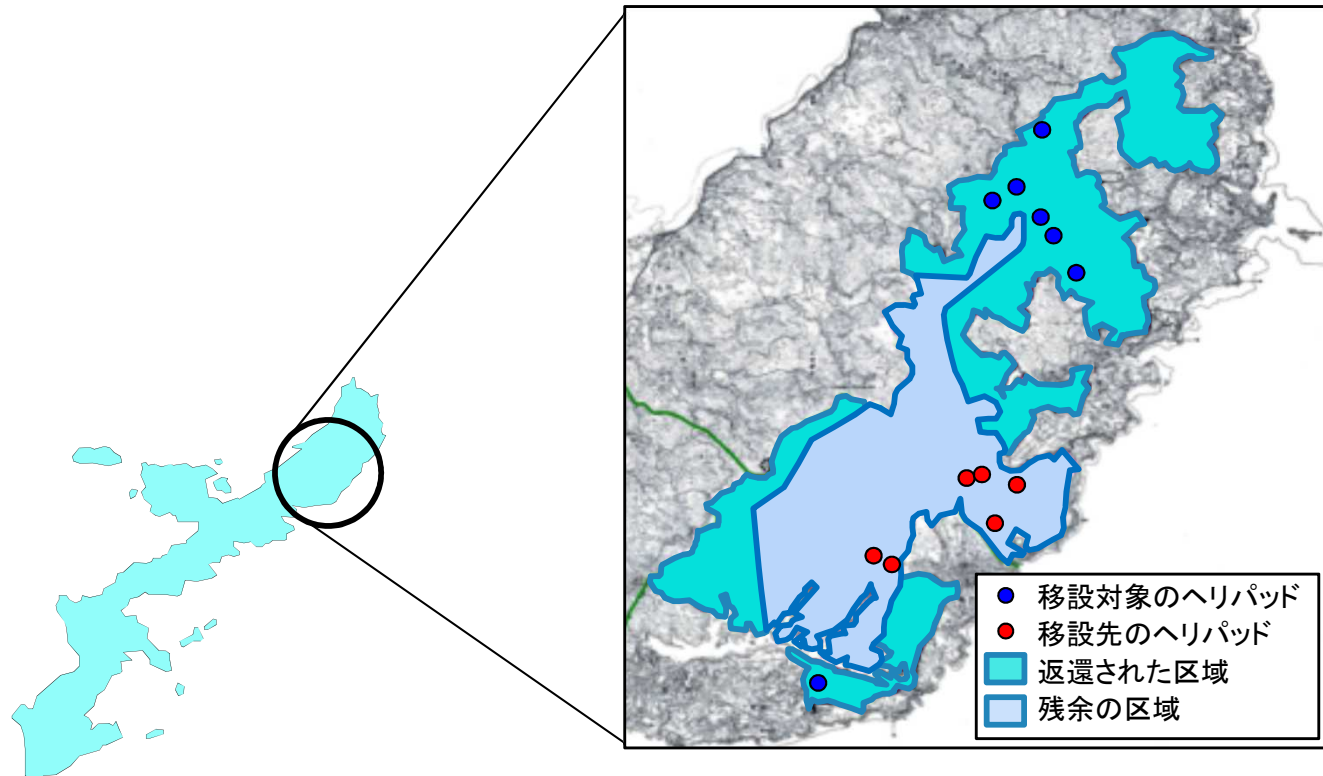 移設対象のヘリパッド
移設先のヘリパッド
返還された区域
残余の区域